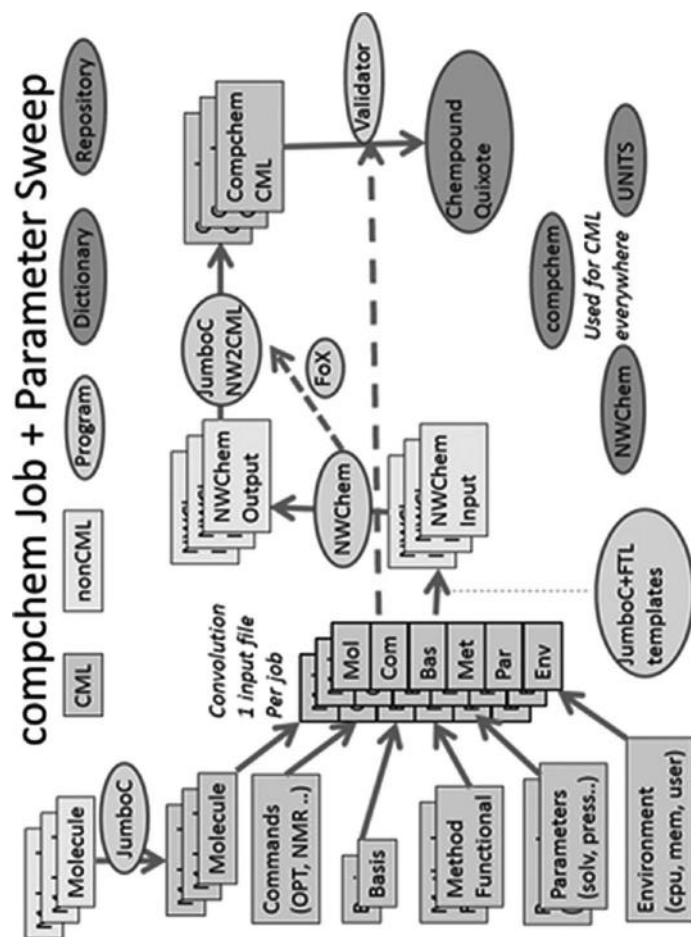 compchem Job + Parameter Sweep
CML
nonCML
Program
Dictionary
Repository
Molecule
JumboC
Molecule
Commands
(OPT, NMR ..)
Basis
Method
Functional
Parameters
(solv, press..)
Environment
(cpu, mem, user)
Convolution
1 input file
Per job
Mol
Com
Bas
Met
Par
Env
JumboC+FTL
templates
NWChem
Input
NWChem
NWChem
Output
FoX
JumboC
NW2CML
Compchem
CML
Validator
Chempound
Quixote
compchem
Used for CML
everywhere
NWChem
UNITS